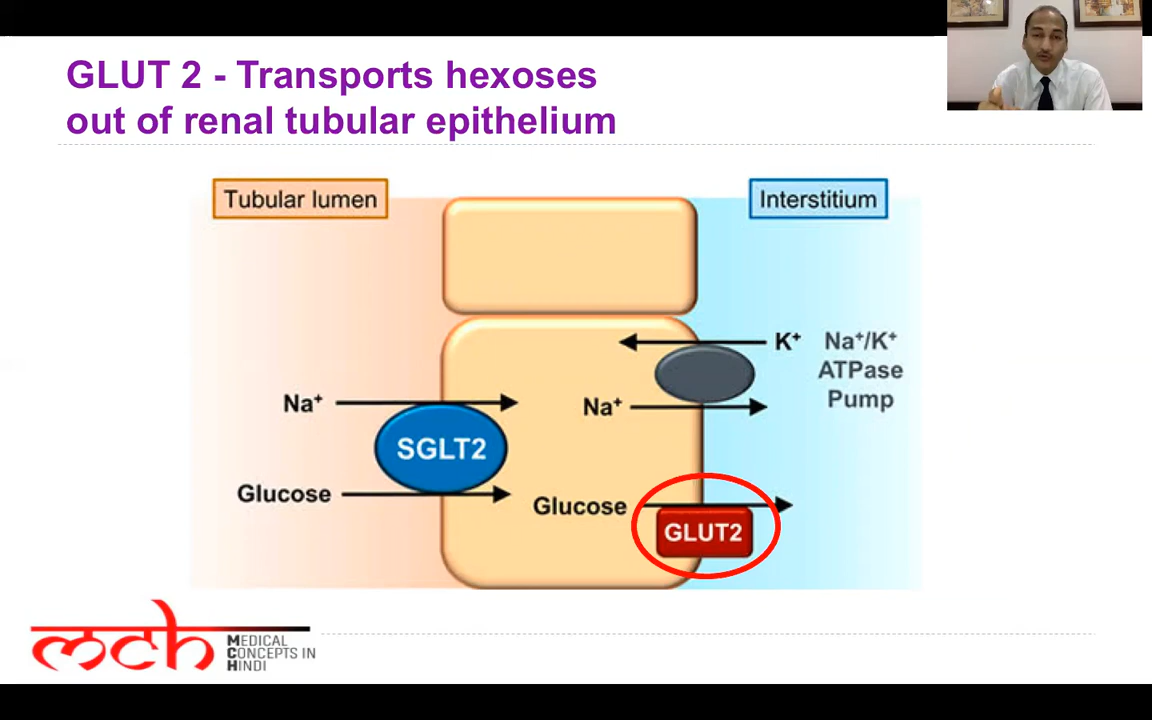 GLUT 2 - Transports hexoses
out of renal tubular epithelium
Tubular lumen
Interstitium
K⁺
Na⁺/K⁺
ATPase
Pump
Na⁺
Na⁺
SGLT2
Glucose
Glucose
GLUT2
mch
MEDICAL
CONCEPTS IN
HINDI